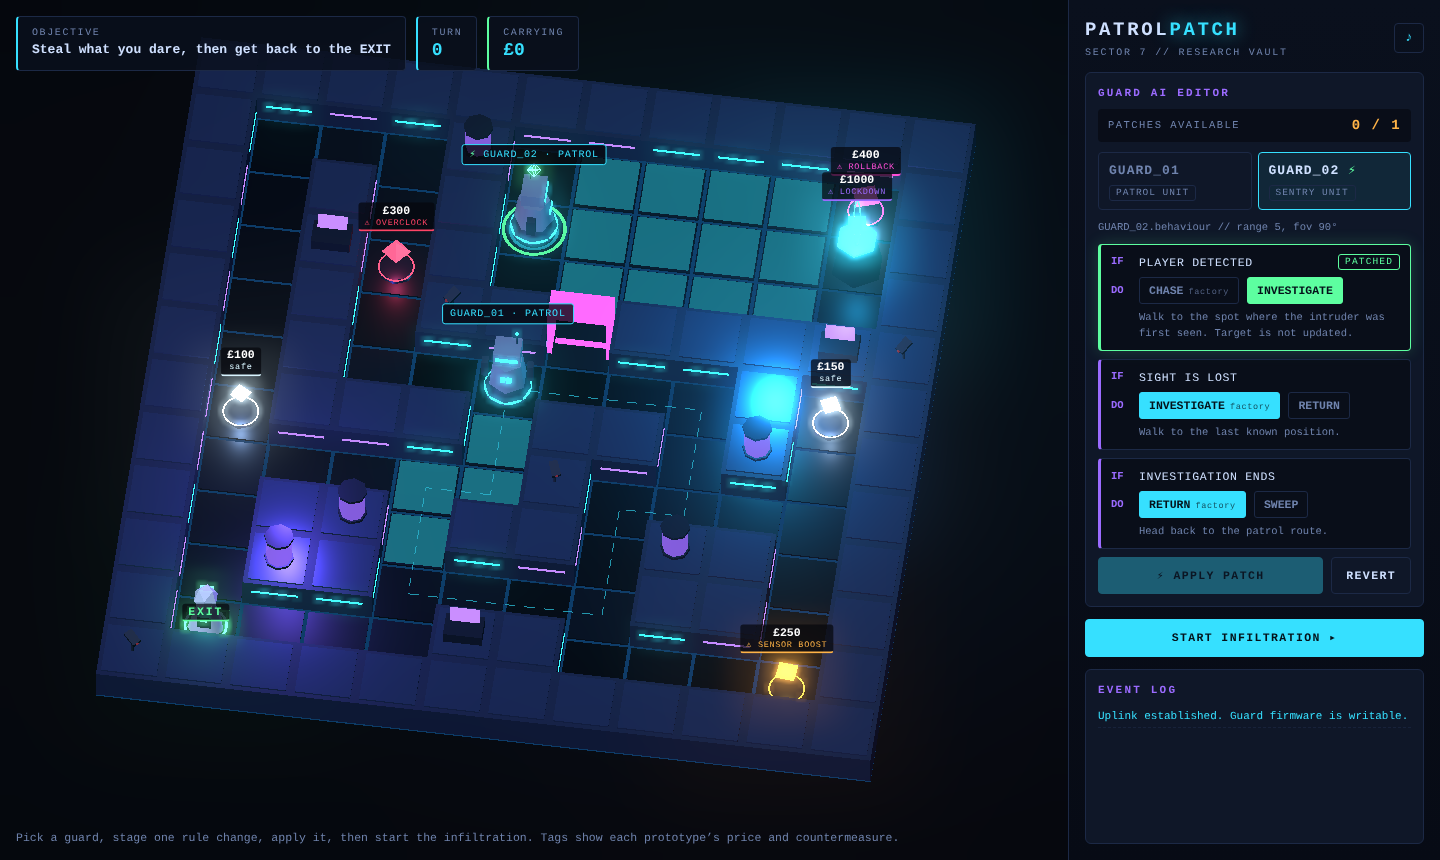 OBJECTIVE
Steal what you dare, then get back to the EXIT
TURN
0
CARRYING
£0
⚡ GUARD_02 · PATROL
£400
⚠ ROLLBACK
£1000
⚠ LOCKDOWN
£300
⚠ OVERCLOCK
GUARD_01 · PATROL
£100
safe
£150
safe
EXIT
£250
⚠ SENSOR BOOST
Pick a guard, stage one rule change, apply it, then start the infiltration. Tags show each prototype’s price and countermeasure.
PATROLPATCH
SECTOR 7 // RESEARCH VAULT
♪
GUARD AI EDITOR
PATCHES AVAILABLE
0 / 1
GUARD_01
PATROL UNIT
GUARD_02 ⚡
SENTRY UNIT
GUARD_02.behaviour // range 5, fov 90°
IF PLAYER DETECTED PATCHED
DO CHASE factory INVESTIGATE
Walk to the spot where the intruder was
first seen. Target is not updated.
IF SIGHT IS LOST
DO INVESTIGATE factory RETURN
Walk to the last known position.
IF INVESTIGATION ENDS
DO RETURN factory SWEEP
Head back to the patrol route.
⚡ APPLY PATCH
REVERT
START INFILTRATION ▸
EVENT LOG
Uplink established. Guard firmware is writable.